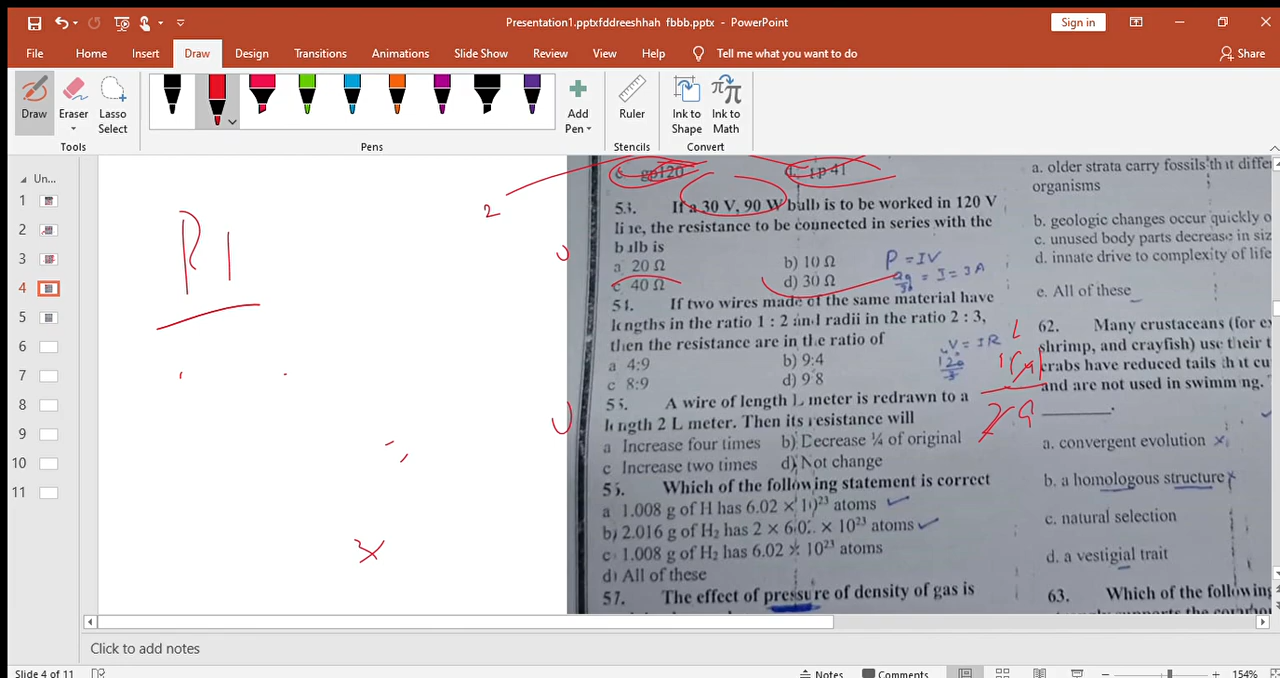 Presentation1.pptxfddreeshhah fbbb.pptx - PowerPoint
Sign in
File Home Insert Draw Design Transitions Animations Slide Show Review View Help Tell me what you want to do Share
Draw Eraser Lasso Select Add Pen Ruler Ink to Shape Ink to Math
Tools Pens Stencils Convert
Un...
1
2
3
4
5
6
7
8
9
10
11
R1
2
c gp120 d. gp41
53. If a 30 V, 90 W bulb is to be worked in 120 V
line, the resistance to be connected in series with the
bulb is
a 20 Ω b) 10 Ω
c 40 Ω d) 30 Ω
P = IV
= I = 3A
54. If two wires made of the same material have
lengths in the ratio 1 : 2 and radii in the ratio 2 : 3,
then the resistance are in the ratio of
a 4:9 b) 9:4
c 8:9 d) 9 8
V = IR
120
3
55. A wire of length L meter is redrawn to a
length 2 L meter. Then its resistance will
a Increase four times b) Decrease ¼ of original
c Increase two times d) Not change
56. Which of the following statement is correct
a 1.008 g of H has 6.02 × 10²³ atoms
b) 2.016 g of H₂ has 2 × 6.02 × 10²³ atoms
c 1.008 g of H₂ has 6.02 × 10²³ atoms
d) All of these
57. The effect of pressure of density of gas is
a. older strata carry fossils that differ
organisms
b. geologic changes occur quickly o
c. unused body parts decrease in siz
d. innate drive to complexity of life
e. All of these
62. Many crustaceans (for ex
shrimp, and crayfish) use their t
crabs have reduced tails that cu
and are not used in swimming.
a. convergent evolution
b. a homologous structure
c. natural selection
d. a vestigial trait
63. Which of the following
Click to add notes
Slide 4 of 11 Notes Comments 154%